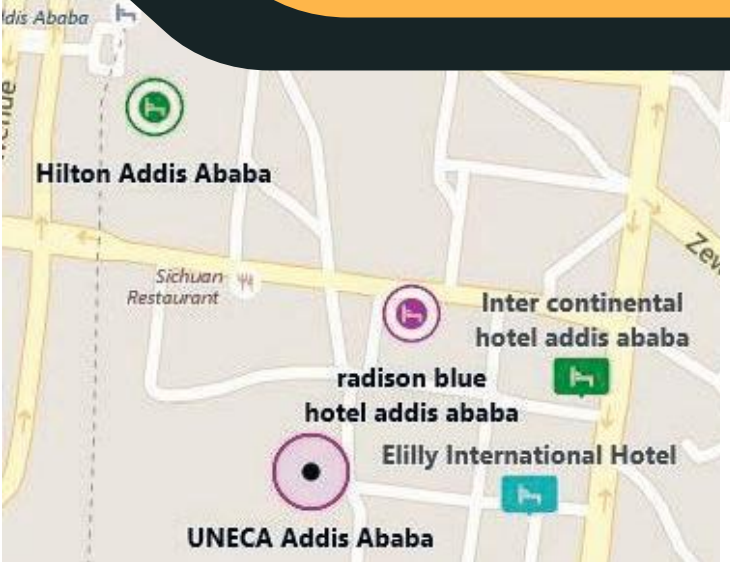 ddis Ababa
Hilton Addis Ababa
Sichuan
Restaurant
Inter continental
hotel addis ababa
radison blue
hotel addis ababa
Elilly International Hotel
UNECA Addis Ababa